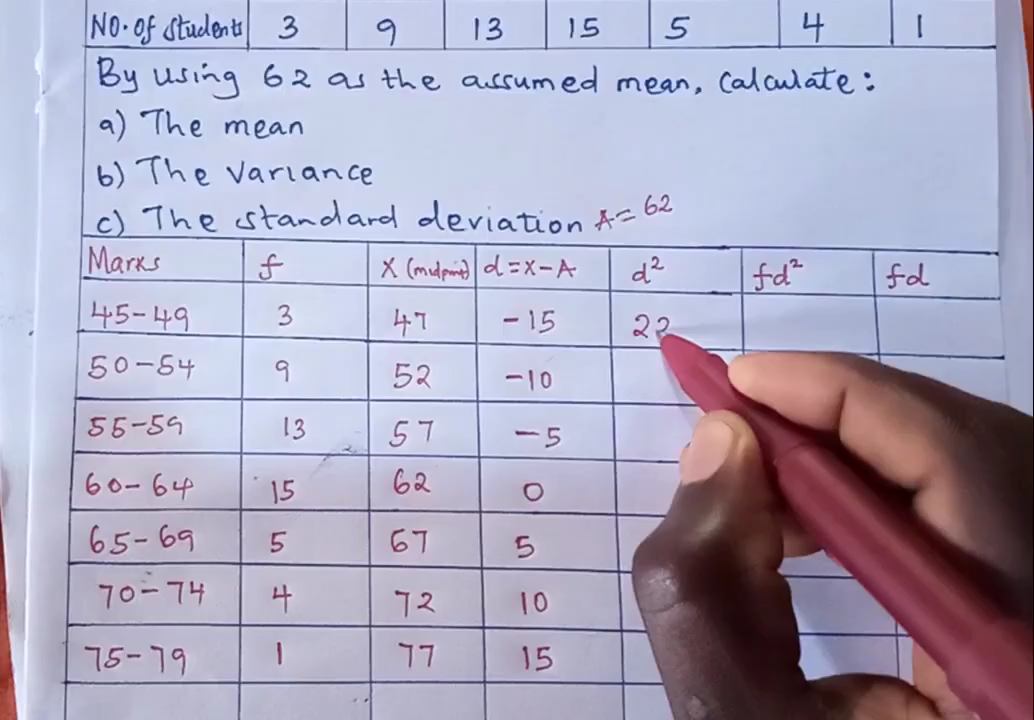 NO. of students 3 9 13 15 5 4 1
By using 62 as the assumed mean, calculate:
a) The mean
b) The variance
c) The standard deviation A = 62
Marks f X (midpoint) d = x - A d² fd² fd
45-49 3 47 -15 22
50-54 9 52 -10
55-59 13 57 -5
60-64 15 62 0
65-69 5 67 5
70-74 4 72 10
75-79 1 77 15